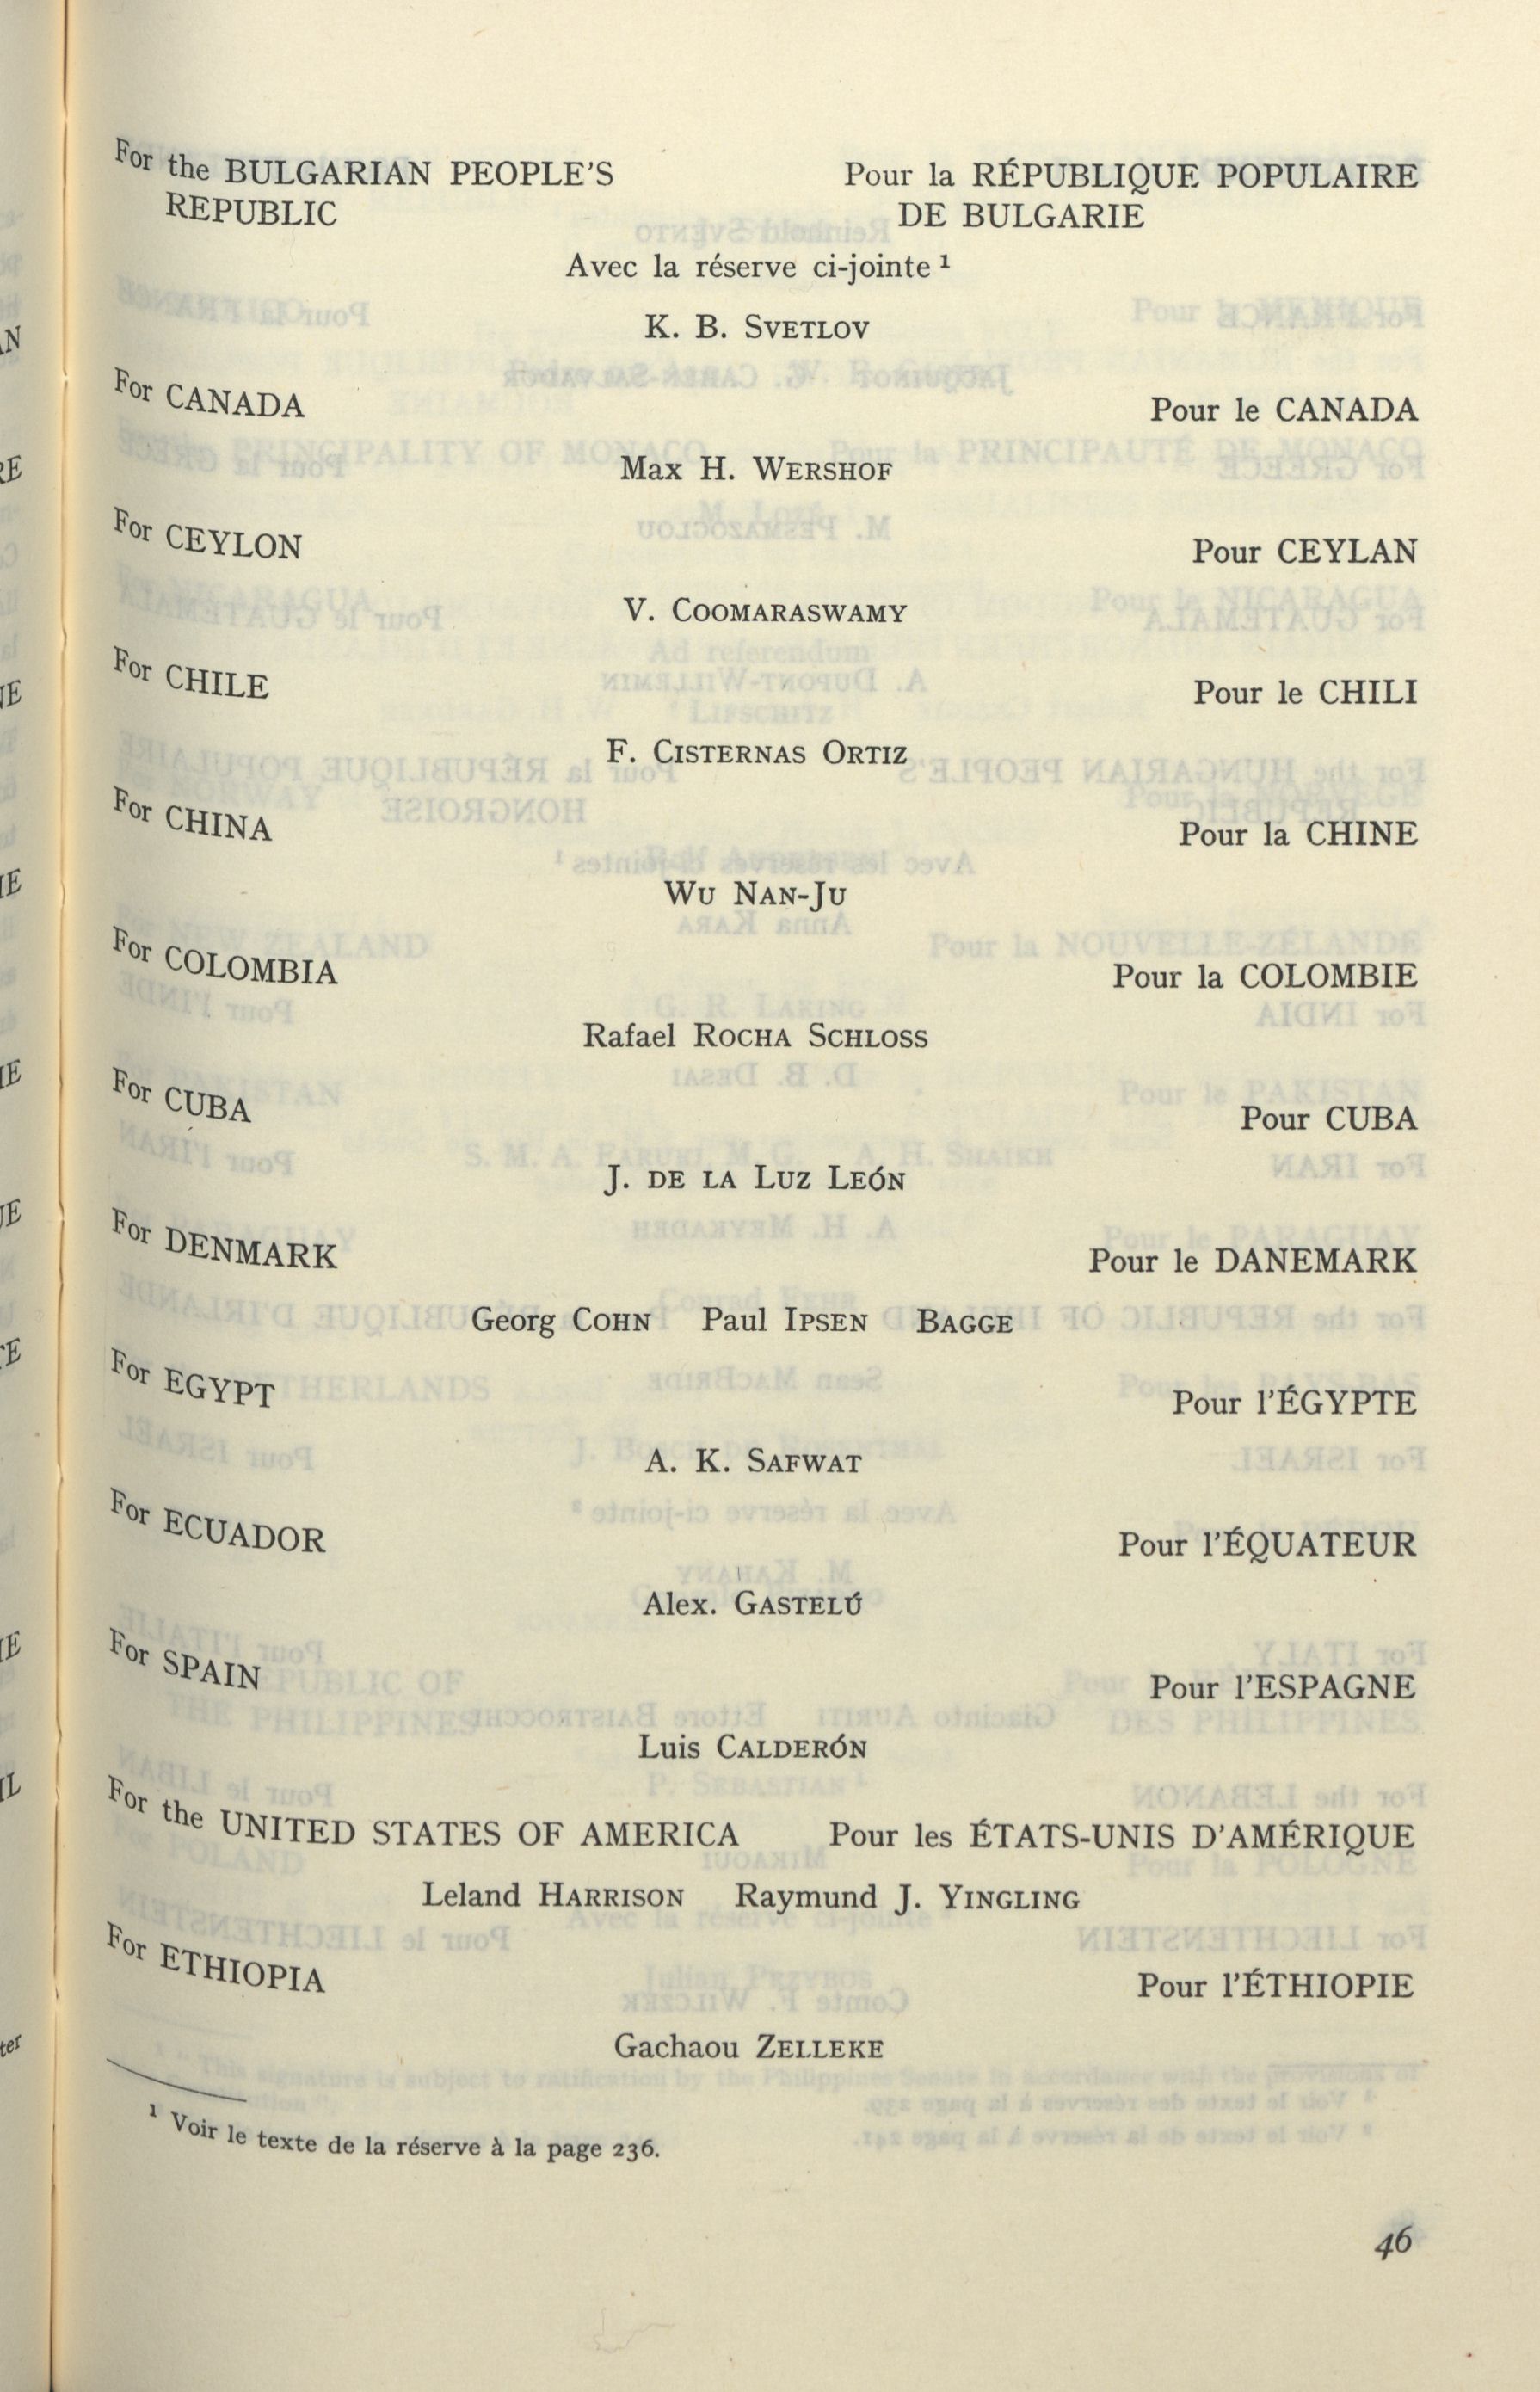 For the BULGARIAN PEOPLE'S Pour la RÉPUBLIQUE POPULAIRE
REPUBLIC DE BULGARIE
Avec la réserve ci-jointe ¹
K. B. SVETLOV
For CANADA Pour le CANADA
Max H. WERSHOF
For CEYLON Pour CEYLAN
V. COOMARASWAMY
For CHILE Pour le CHILI
F. CISTERNAS ORTIZ
For CHINA Pour la CHINE
WU NAN-JU
For COLOMBIA Pour la COLOMBIE
Rafael ROCHA SCHLOSS
For CUBA Pour CUBA
J. DE LA LUZ LEÓN
For DENMARK Pour le DANEMARK
Georg COHN Paul IPSEN BAGGE
For EGYPT Pour l'ÉGYPTE
A. K. SAFWAT
For ECUADOR Pour l'ÉQUATEUR
Alex. GASTELÚ
For SPAIN Pour l'ESPAGNE
Luis CALDERÓN
For the UNITED STATES OF AMERICA Pour les ÉTATS-UNIS D'AMÉRIQUE
Leland HARRISON Raymund J. YINGLING
For ETHIOPIA Pour l'ÉTHIOPIE
Gachaou ZELLEKE
¹ Voir le texte de la réserve à la page 236.
46